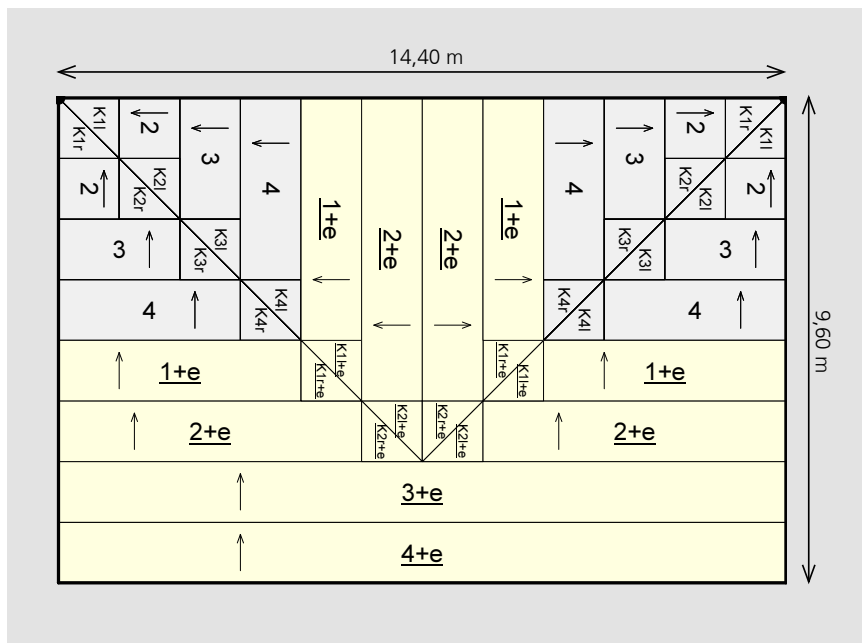 14,40 m
K1l
K1r
2
3
4
1+e
2+e
2+e
1+e
4
3
2
K1r
K1l
2
K2l
K2r
K2r
K2l
2
3
K3l
K3r
K3r
K3l
3
4
K4l
K4r
K4r
K4l
4
9,60 m
1+e
K1l+e
K1r+e
K1r+e
K1l+e
1+e
2+e
K2l+e
K2r+e
K2r+e
K2l+e
2+e
3+e
4+e